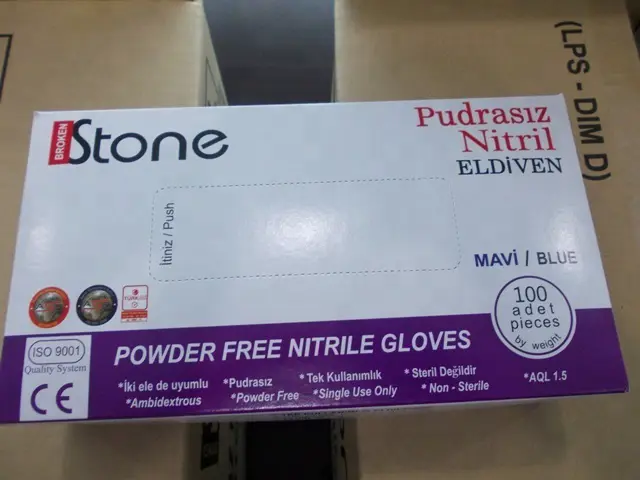 (LPS - DIM D)
BROKEN
Stone
Pudrasız
Nitril
ELDİVEN
İtiniz / Push
MAVİ / BLUE
100
adet
pieces
by weight
ISO 9001
Quality System
CE
POWDER FREE NITRILE GLOVES
*İki ele de uyumlu *Pudrasız *Tek Kullanımlık *Steril Değildir
*Ambidextrous *Powder Free *Single Use Only *Non - Sterile *AQL 1.5